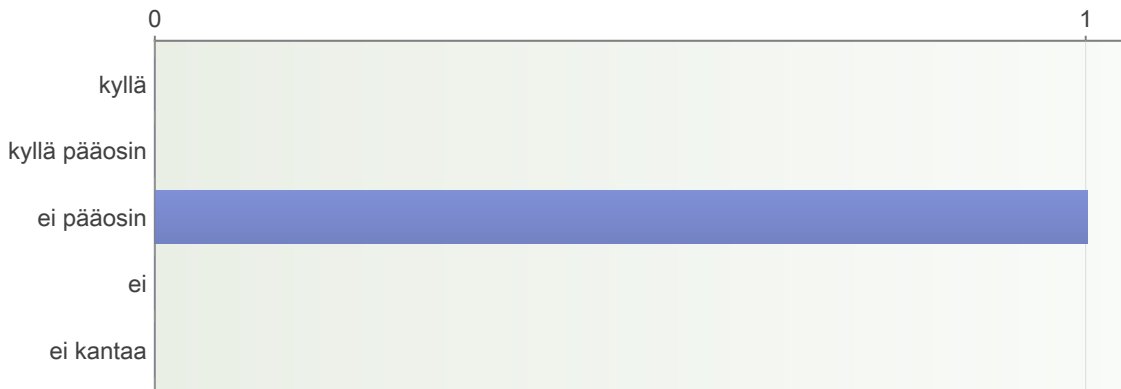 0 1
kyllä
kyllä pääosin
ei pääosin
ei
ei kantaa